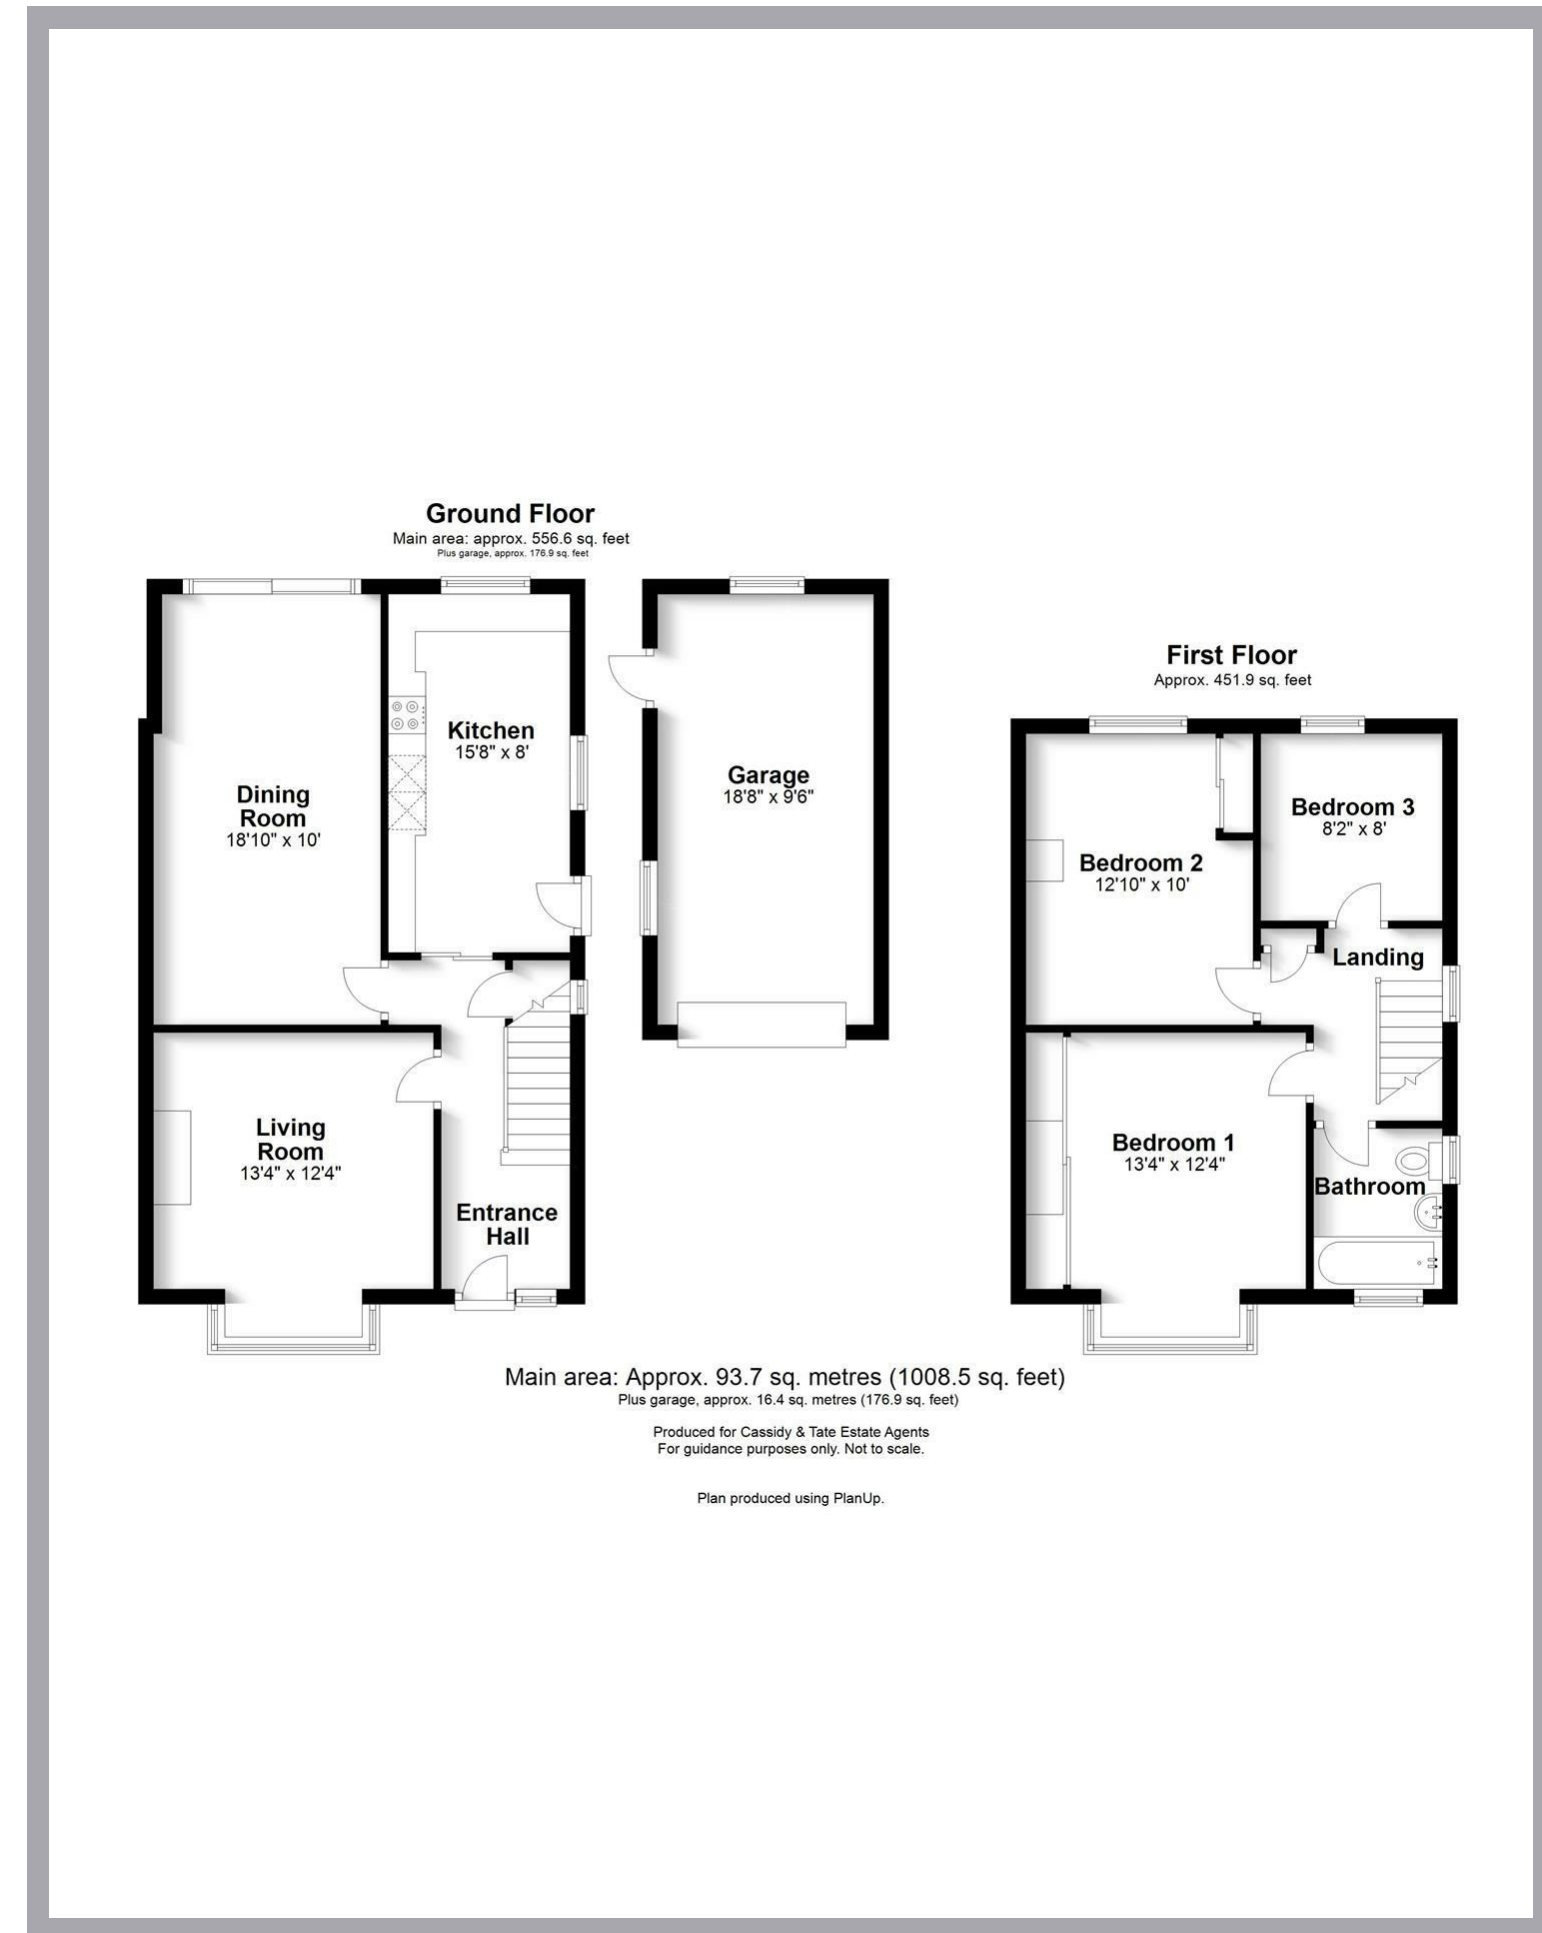 Ground Floor
Main area: approx. 556.6 sq. feet
Plus garage, approx. 176.9 sq. feet
Kitchen
15'8" x 8'
Dining
Room
18'10" x 10'
Garage
18'8" x 9'6"
Living
Room
13'4" x 12'4"
Entrance
Hall
First Floor
Approx. 451.9 sq. feet
Bedroom 3
8'2" x 8'
Bedroom 2
12'10" x 10'
Landing
Bedroom 1
13'4" x 12'4"
Bathroom
Main area: Approx. 93.7 sq. metres (1008.5 sq. feet)
Plus garage, approx. 16.4 sq. metres (176.9 sq. feet)
Produced for Cassidy & Tate Estate Agents
For guidance purposes only. Not to scale.
Plan produced using PlanUp.